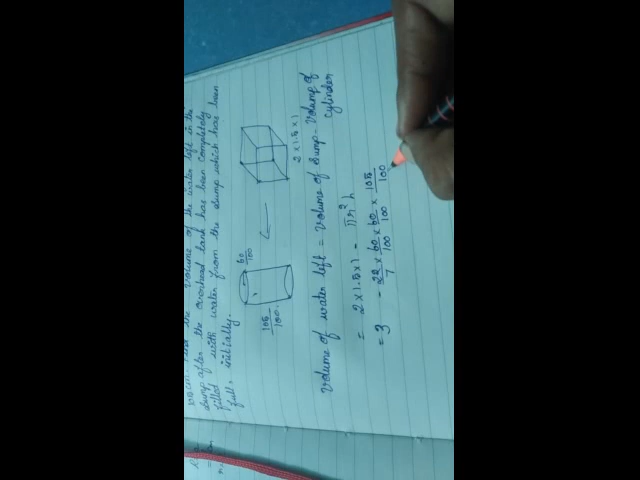 Find the volume of the water left in the
sump after the overhead tank has been completely
filled with water from the sump which has been
full, initially.
60/100
105/100
2 × 1.5 × 1
Volume of water left = Volume of Sump - Volume of
cylinder
= 2 × 1.5 × 1 - πr²h
= 3 - 22/7 × 60/100 × 60/100 × 105/100